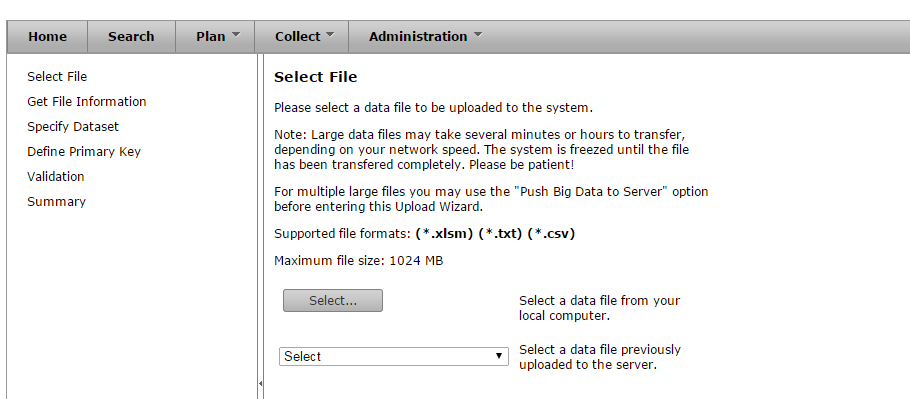 Home Search Plan Collect Administration
Select File
Get File Information
Specify Dataset
Define Primary Key
Validation
Summary
Select File
Please select a data file to be uploaded to the system.
Note: Large data files may take several minutes or hours to transfer,
depending on your network speed. The system is freezed until the file
has been transfered completely. Please be patient!
For multiple large files you may use the "Push Big Data to Server" option
before entering this Upload Wizard.
Supported file formats: (*.xlsm) (*.txt) (*.csv)
Maximum file size: 1024 MB
Select...
Select a data file from your
local computer.
Select
Select a data file previously
uploaded to the server.